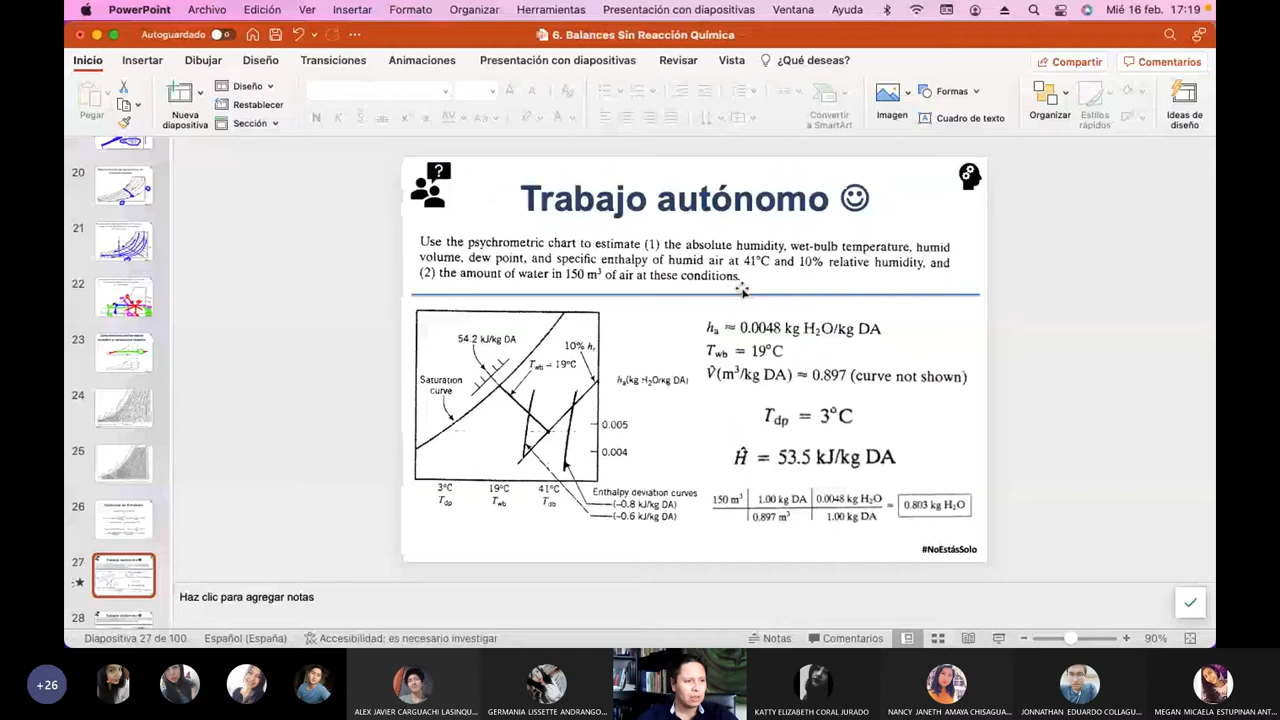 PowerPoint Archivo Edición Ver Insertar Formato Organizar Herramientas Presentación con diapositivas Ventana Ayuda Mié 16 feb. 17:19
Autoguardado 6. Balances Sin Reacción Química
Inicio Insertar Dibujar Diseño Transiciones Animaciones Presentación con diapositivas Revisar Vista ¿Qué deseas? Compartir Comentarios
Pegar Nueva diapositiva Diseño Restablecer Sección Convertir a SmartArt Imagen Formas Cuadro de texto Organizar Estilos rápidos Ideas de diseño
20
21
22
23
24
25
26
27
28
Trabajo autónomo
Use the psychrometric chart to estimate (1) the absolute humidity, wet-bulb temperature, humid
volume, dew point, and specific enthalpy of humid air at 41°C and 10% relative humidity, and
(2) the amount of water in 150 m³ of air at these conditions.
54.2 kJ/kg DA
10% hr
Twb – 19°C
Saturation
curve
ha(kg H2O/kg DA)
0.005
0.004
3°C 19°C 41°C
Tdp Twb Tdb
Enthalpy deviation curves
(–0.8 kJ/kg DA)
(–0.6 kJ/kg DA)
ha ≈ 0.0048 kg H2O/kg DA
Twb = 19°C
V̂(m³/kg DA) ≈ 0.897 (curve not shown)
Tdp = 3°C
Ĥ = 53.5 kJ/kg DA
150 m³ 1.00 kg DA 0.0048 kg H2O
0.897 m³ 1.00 kg DA
= 0.803 kg H2O
#NoEstásSolo
Haz clic para agregar notas
Diapositiva 27 de 100 Español (España) Accesibilidad: es necesario investigar Notas Comentarios 90%
+26
ALEX JAVIER CARGUACHI LASINQU...
GERMANIA LISSETTE ANDRANGO...
KATTY ELIZABETH CORAL JURADO
NANCY JANETH AMAYA CHISAGUA...
JONNATHAN EDUARDO COLLAGU...
MEGAN MICAELA ESTUPINAN ANT...